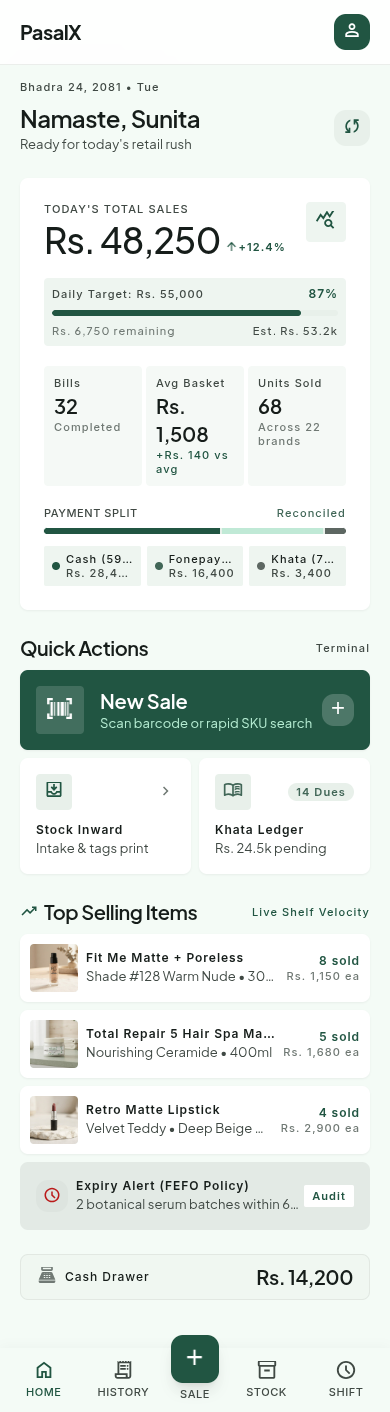 PasalX
Bhadra 24, 2081 • Tue
Namaste, Sunita
Ready for today's retail rush
TODAY'S TOTAL SALES
Rs. 48,250 ↑+12.4%
Daily Target: Rs. 55,000 87%
Rs. 6,750 remaining Est. Rs. 53.2k
Bills
32
Completed
Avg Basket
Rs.
1,508
+Rs. 140 vs
avg
Units Sold
68
Across 22
brands
PAYMENT SPLIT Reconciled
Cash (59...
Rs. 28,4...
Fonepay...
Rs. 16,400
Khata (7...
Rs. 3,400
Quick Actions Terminal
New Sale
Scan barcode or rapid SKU search
Stock Inward
Intake & tags print
14 Dues
Khata Ledger
Rs. 24.5k pending
Top Selling Items Live Shelf Velocity
Fit Me Matte + Poreless 8 sold
Shade #128 Warm Nude • 30... Rs. 1,150 ea
Total Repair 5 Hair Spa Ma... 5 sold
Nourishing Ceramide • 400ml Rs. 1,680 ea
Retro Matte Lipstick 4 sold
Velvet Teddy • Deep Beige ... Rs. 2,900 ea
Expiry Alert (FEFO Policy)
2 botanical serum batches within 6... Audit
Cash Drawer Rs. 14,200
HOME HISTORY SALE STOCK SHIFT